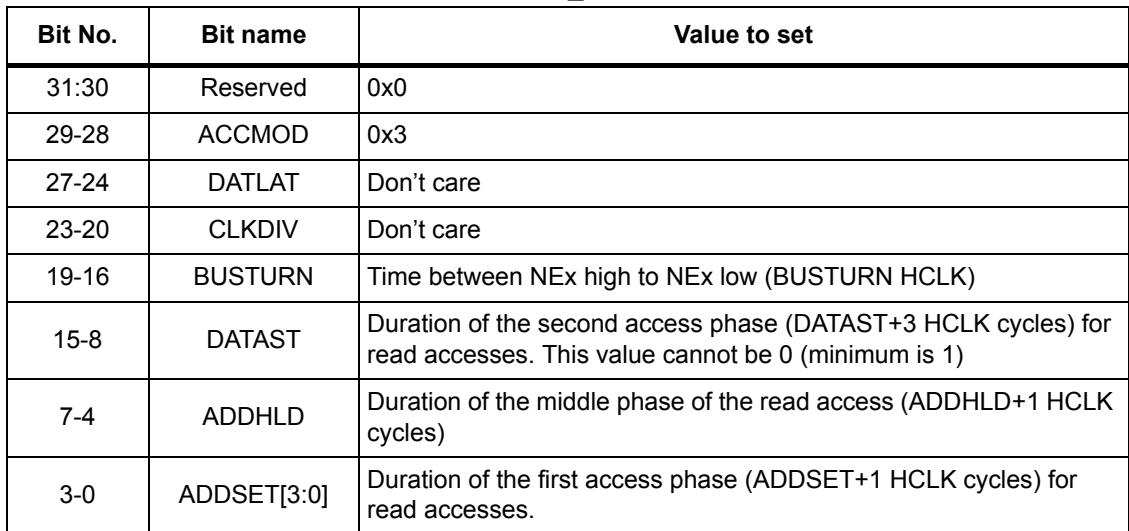 Bit No. Bit name Value to set
31:30 Reserved 0x0
29-28 ACCMOD 0x3
27-24 DATLAT Don't care
23-20 CLKDIV Don't care
19-16 BUSTURN Time between NEx high to NEx low (BUSTURN HCLK)
15-8 DATAST Duration of the second access phase (DATAST+3 HCLK cycles) for
read accesses. This value cannot be 0 (minimum is 1)
7-4 ADDHLD Duration of the middle phase of the read access (ADDHLD+1 HCLK
cycles)
3-0 ADDSET[3:0] Duration of the first access phase (ADDSET+1 HCLK cycles) for
read accesses.